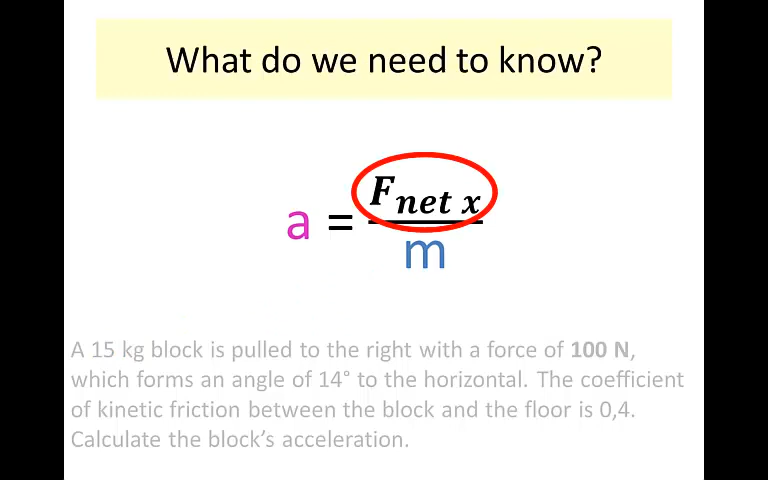 What do we need to know?
a = F net x
m
A 15 kg block is pulled to the right with a force of 100 N,
which forms an angle of 14° to the horizontal. The coefficient
of kinetic friction between the block and the floor is 0,4.
Calculate the block's acceleration.